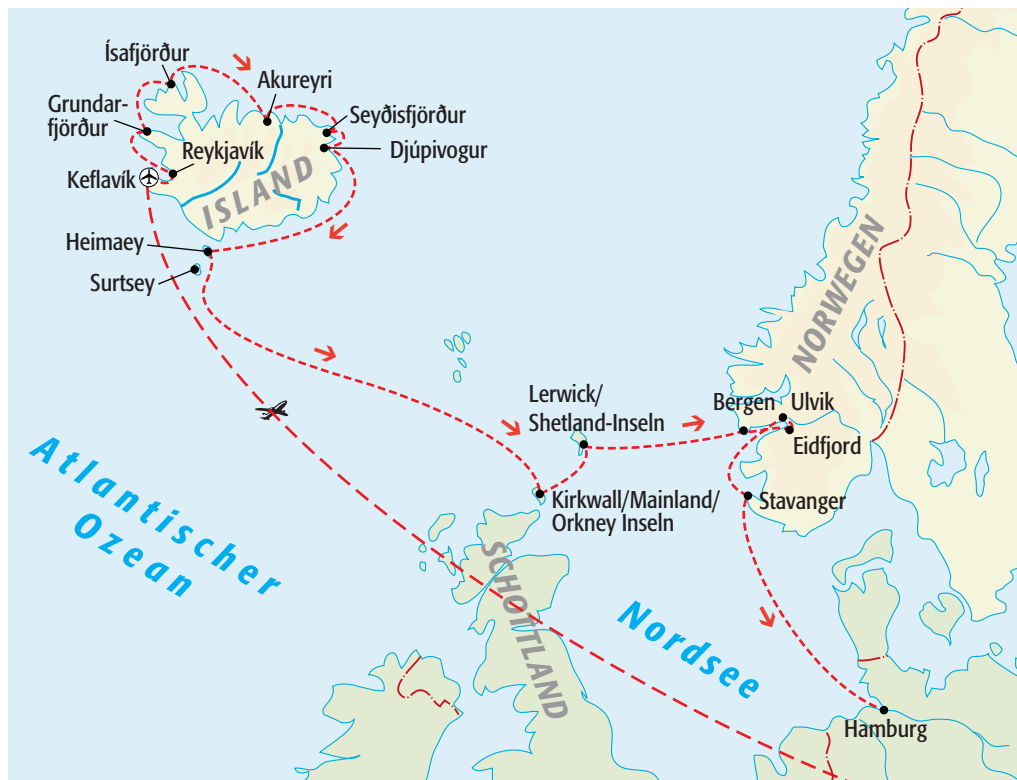 Ísafjörður
Akureyri
Grundar-
fjörður
Seyðisfjörður
Reykjavík
Djúpivogur
Keflavík
ISLAND
Heimaey
Surtsey
NORWEGEN
Lerwick/
Shetland-Inseln
Bergen
Ulvik
Eidfjord
Kirkwall/Mainland/
Orkney Inseln
Stavanger
Atlantischer
Ozean
SCHOTTLAND
Nordsee
Hamburg